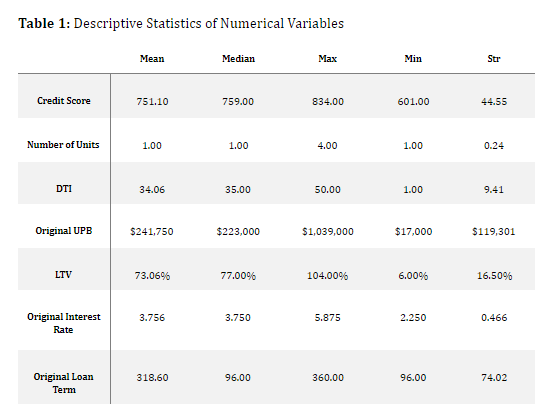 Table 1: Descriptive Statistics of Numerical Variables
Mean Median Max Min Str
Credit Score 751.10 759.00 834.00 601.00 44.55
Number of Units 1.00 1.00 4.00 1.00 0.24
DTI 34.06 35.00 50.00 1.00 9.41
Original UPB $241,750 $223,000 $1,039,000 $17,000 $119,301
LTV 73.06% 77.00% 104.00% 6.00% 16.50%
Original Interest 3.756 3.750 5.875 2.250 0.466
Rate
Original Loan 318.60 96.00 360.00 96.00 74.02
Term